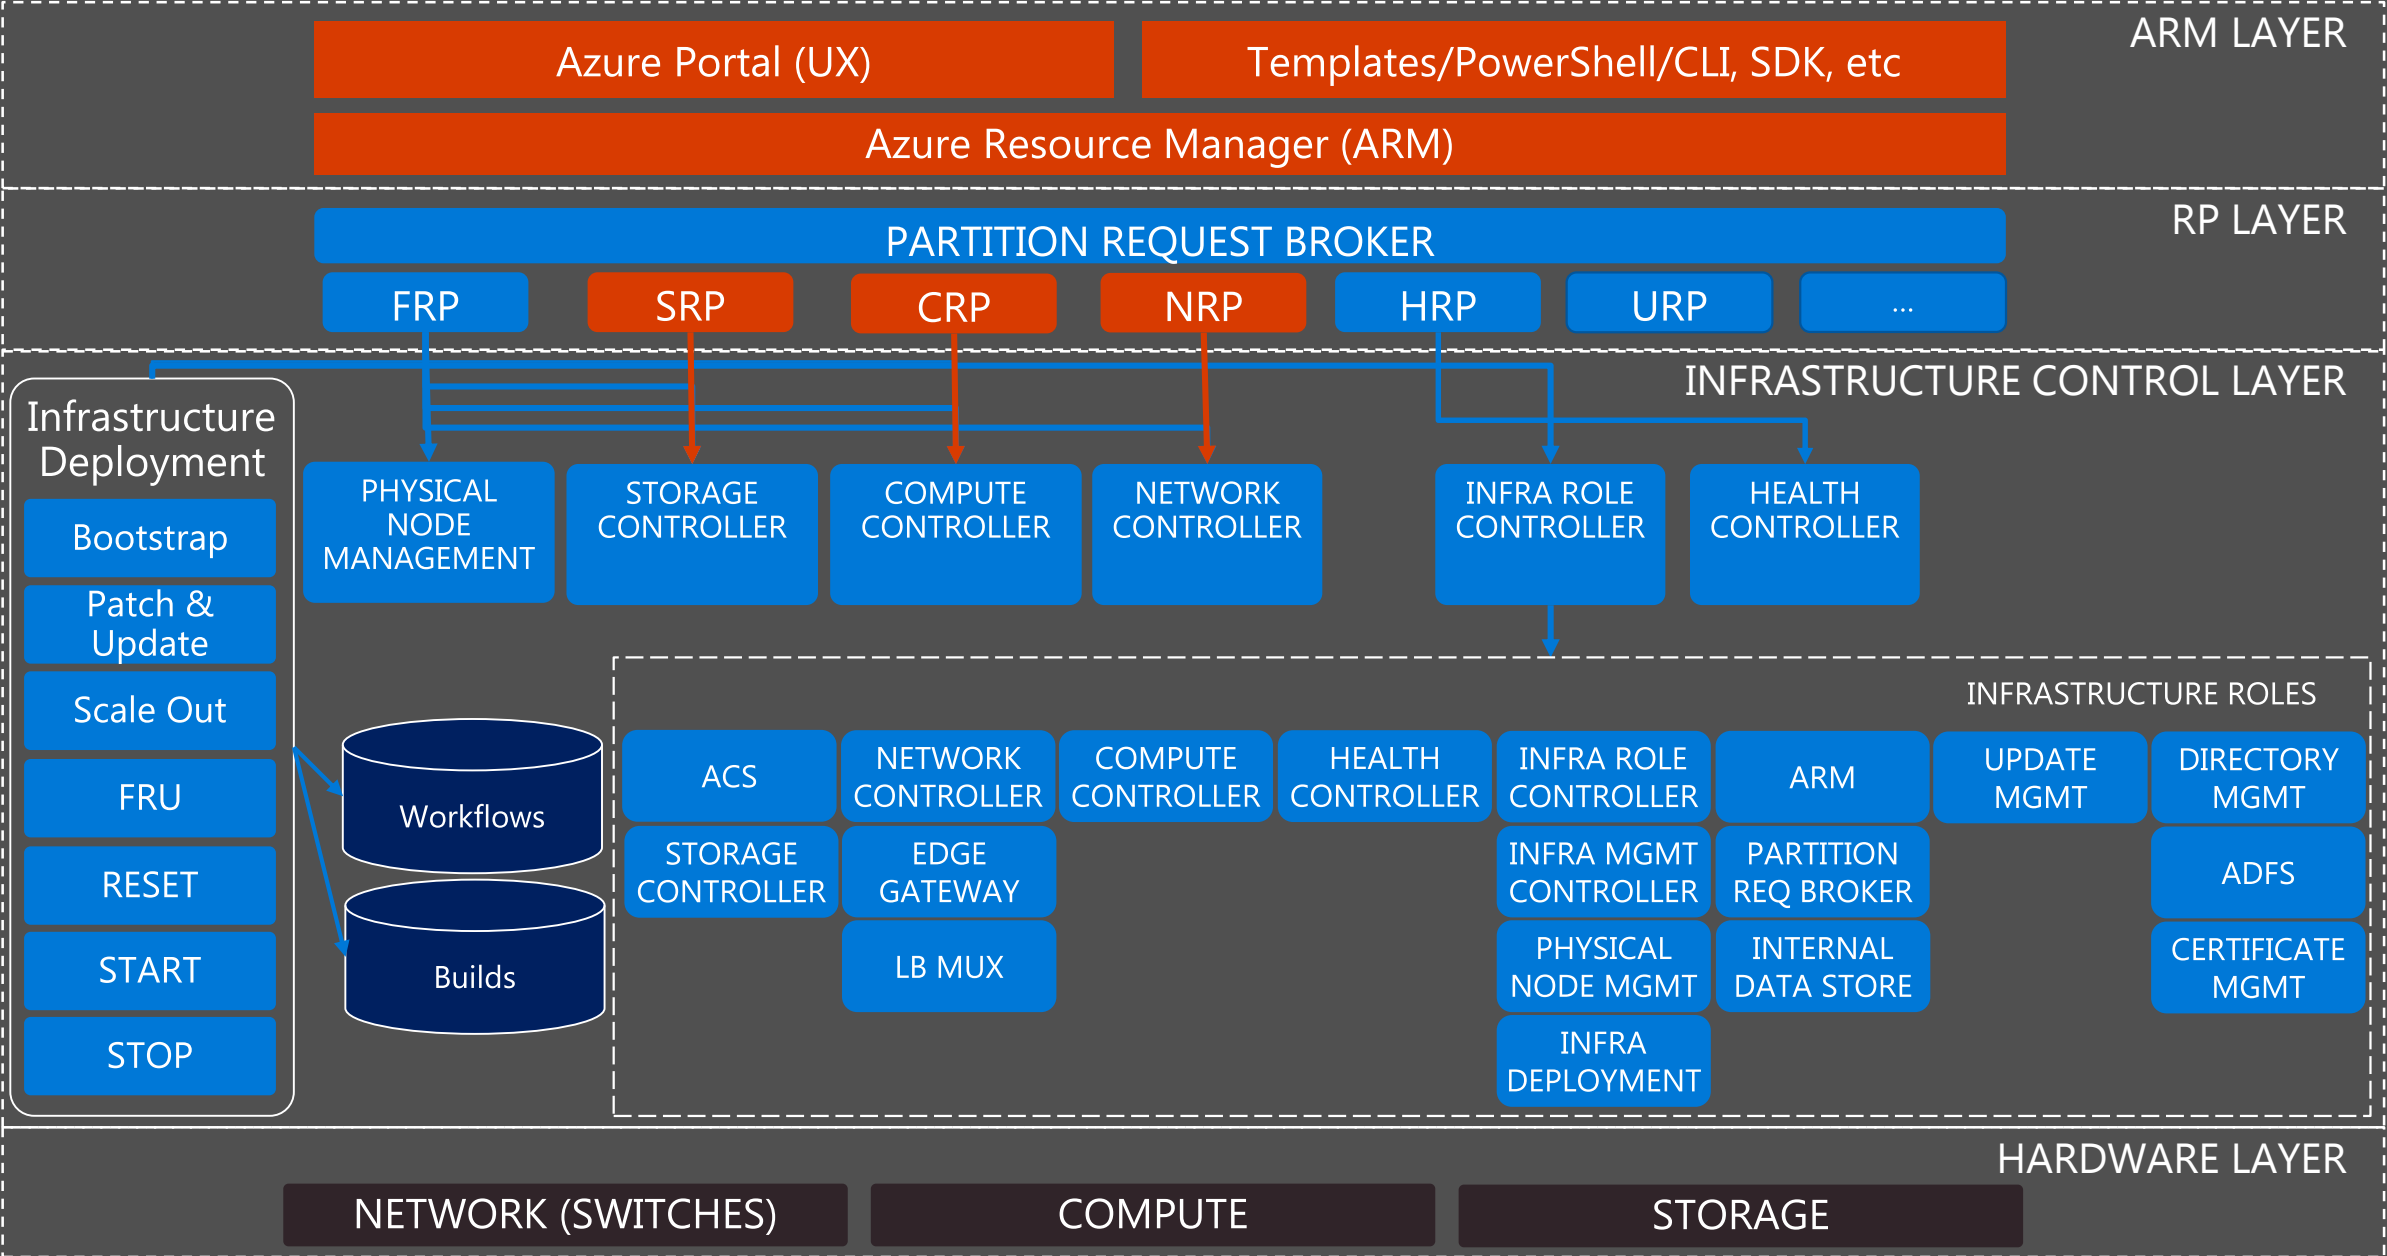 ARM LAYER
Azure Portal (UX)
Templates/PowerShell/CLI, SDK, etc
Azure Resource Manager (ARM)
RP LAYER
PARTITION REQUEST BROKER
FRP
SRP
CRP
NRP
HRP
URP
...
INFRASTRUCTURE CONTROL LAYER
Infrastructure
Deployment
Bootstrap
Patch &
Update
Scale Out
FRU
RESET
START
STOP
PHYSICAL
NODE
MANAGEMENT
STORAGE
CONTROLLER
COMPUTE
CONTROLLER
NETWORK
CONTROLLER
INFRA ROLE
CONTROLLER
HEALTH
CONTROLLER
Workflows
Builds
INFRASTRUCTURE ROLES
ACS
STORAGE
CONTROLLER
NETWORK
CONTROLLER
EDGE
GATEWAY
LB MUX
COMPUTE
CONTROLLER
HEALTH
CONTROLLER
INFRA ROLE
CONTROLLER
INFRA MGMT
CONTROLLER
PHYSICAL
NODE MGMT
INFRA
DEPLOYMENT
ARM
PARTITION
REQ BROKER
INTERNAL
DATA STORE
UPDATE
MGMT
DIRECTORY
MGMT
ADFS
CERTIFICATE
MGMT
HARDWARE LAYER
NETWORK (SWITCHES)
COMPUTE
STORAGE